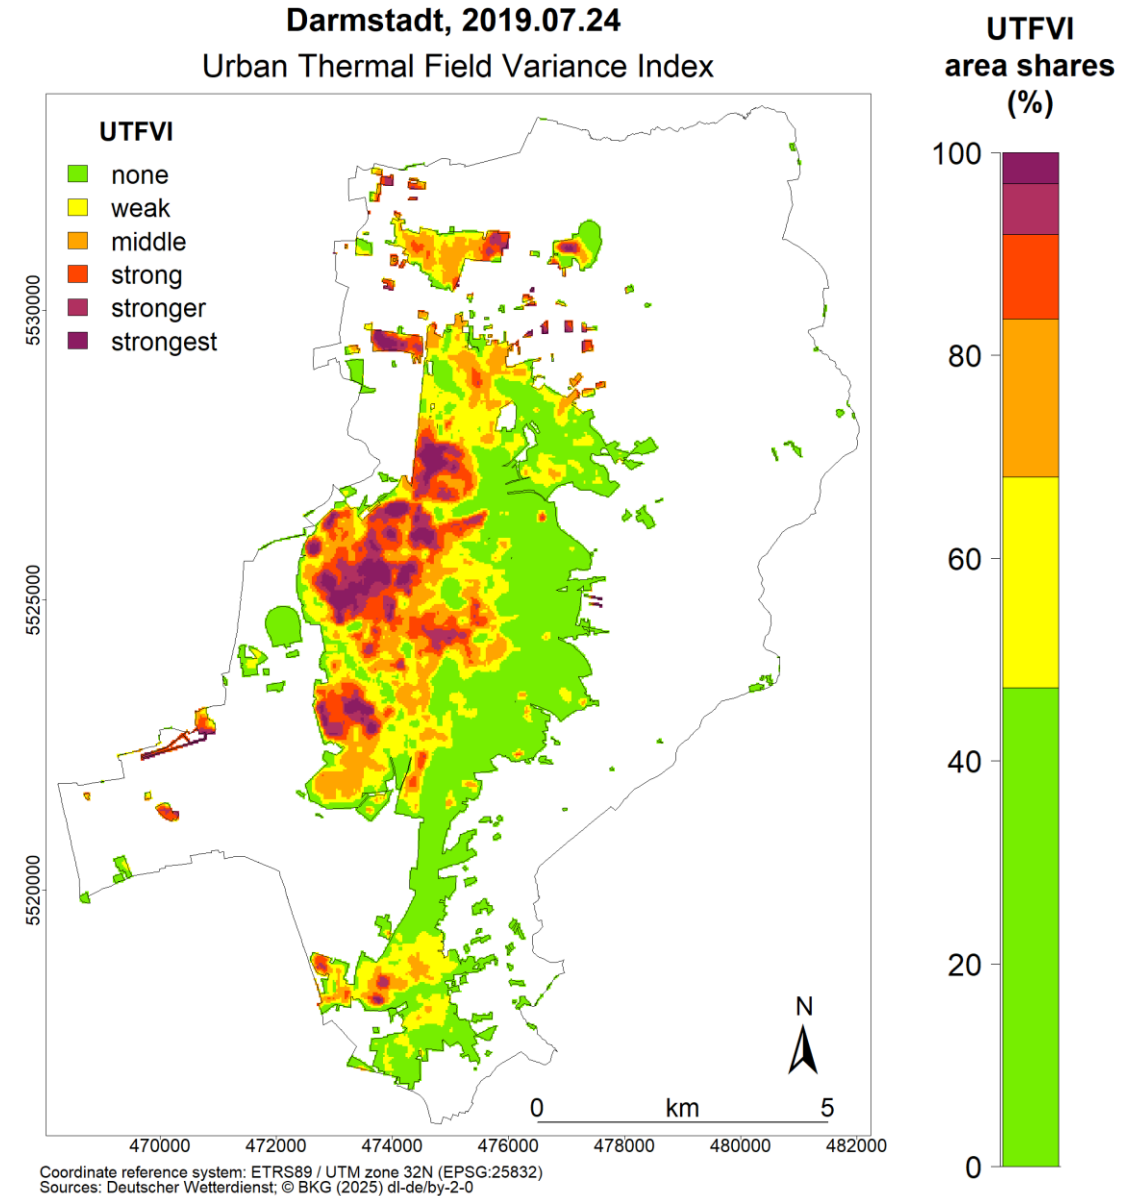 Darmstadt, 2019.07.24
Urban Thermal Field Variance Index
UTFVI
none
weak
middle
strong
stronger
strongest
5530000
5525000
5520000
N
0 km 5
470000 472000 474000 476000 478000 480000 482000
Coordinate reference system: ETRS89 / UTM zone 32N (EPSG:25832)
Sources: Deutscher Wetterdienst; © BKG (2025) dl-de/by-2-0
UTFVI
area shares
(%)
100
80
60
40
20
0